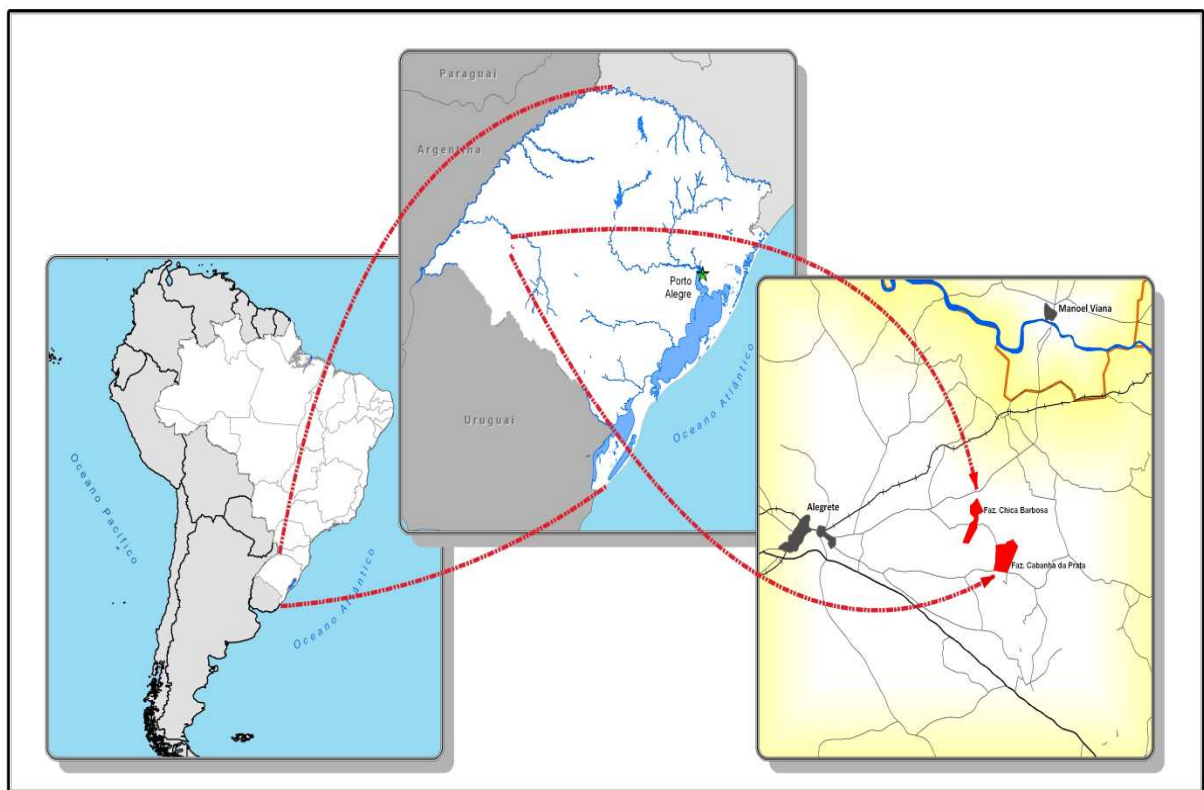 Oceano Pacífico
Oceano Atlântico
Paraguai
Argentina
Porto
Alegre
Uruguai
Oceano Atlântico
Manoel Viana
Alegrete
Faz. Chica Barbosa
Faz. Cabanha da Prata